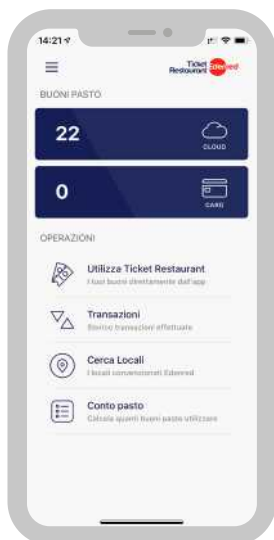 14:21
Ticket
Restaurant Edenred
BUONI PASTO
22
CLOUD
0
CARD
OPERAZIONI
Utilizza Ticket Restaurant
I tuoi buoni direttamente dall'app
Transazioni
transazioni effettuate
Cerca Locali
I locali convenzionati Edenred
Conto pasto
Calcola quanti buoni pasto utilizzare